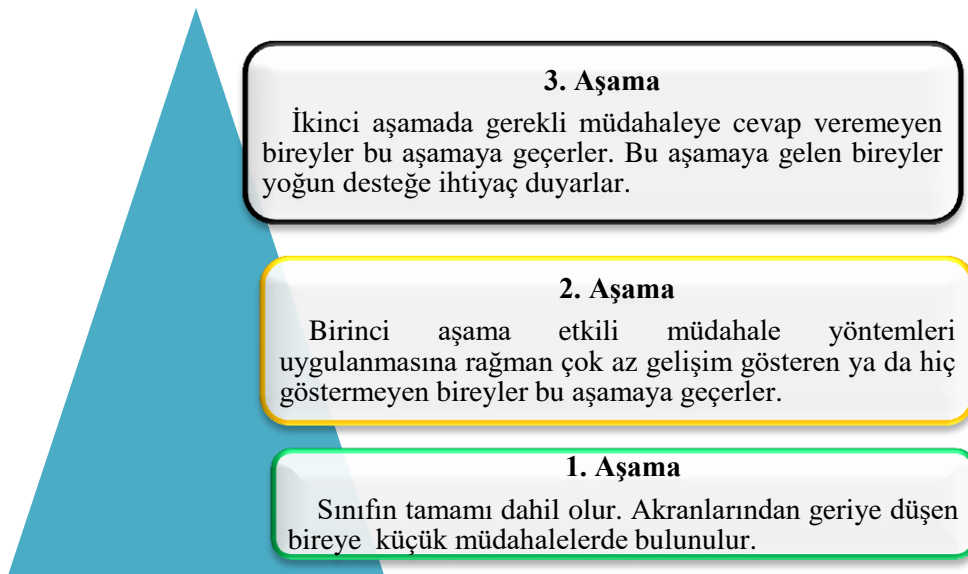 3. Aşama
İkinci aşamada gerekli müdahaleye cevap veremeyen
bireyler bu aşamaya geçerler. Bu aşamaya gelen bireyler
yoğun desteğe ihtiyaç duyarlar.
2. Aşama
Birinci aşama etkili müdahale yöntemleri
uygulanmasına rağman çok az gelişim gösteren ya da hiç
göstermeyen bireyler bu aşamaya geçerler.
1. Aşama
Sınıfın tamamı dahil olur. Akranlarından geriye düşen
bireye küçük müdahalelerde bulunulur.